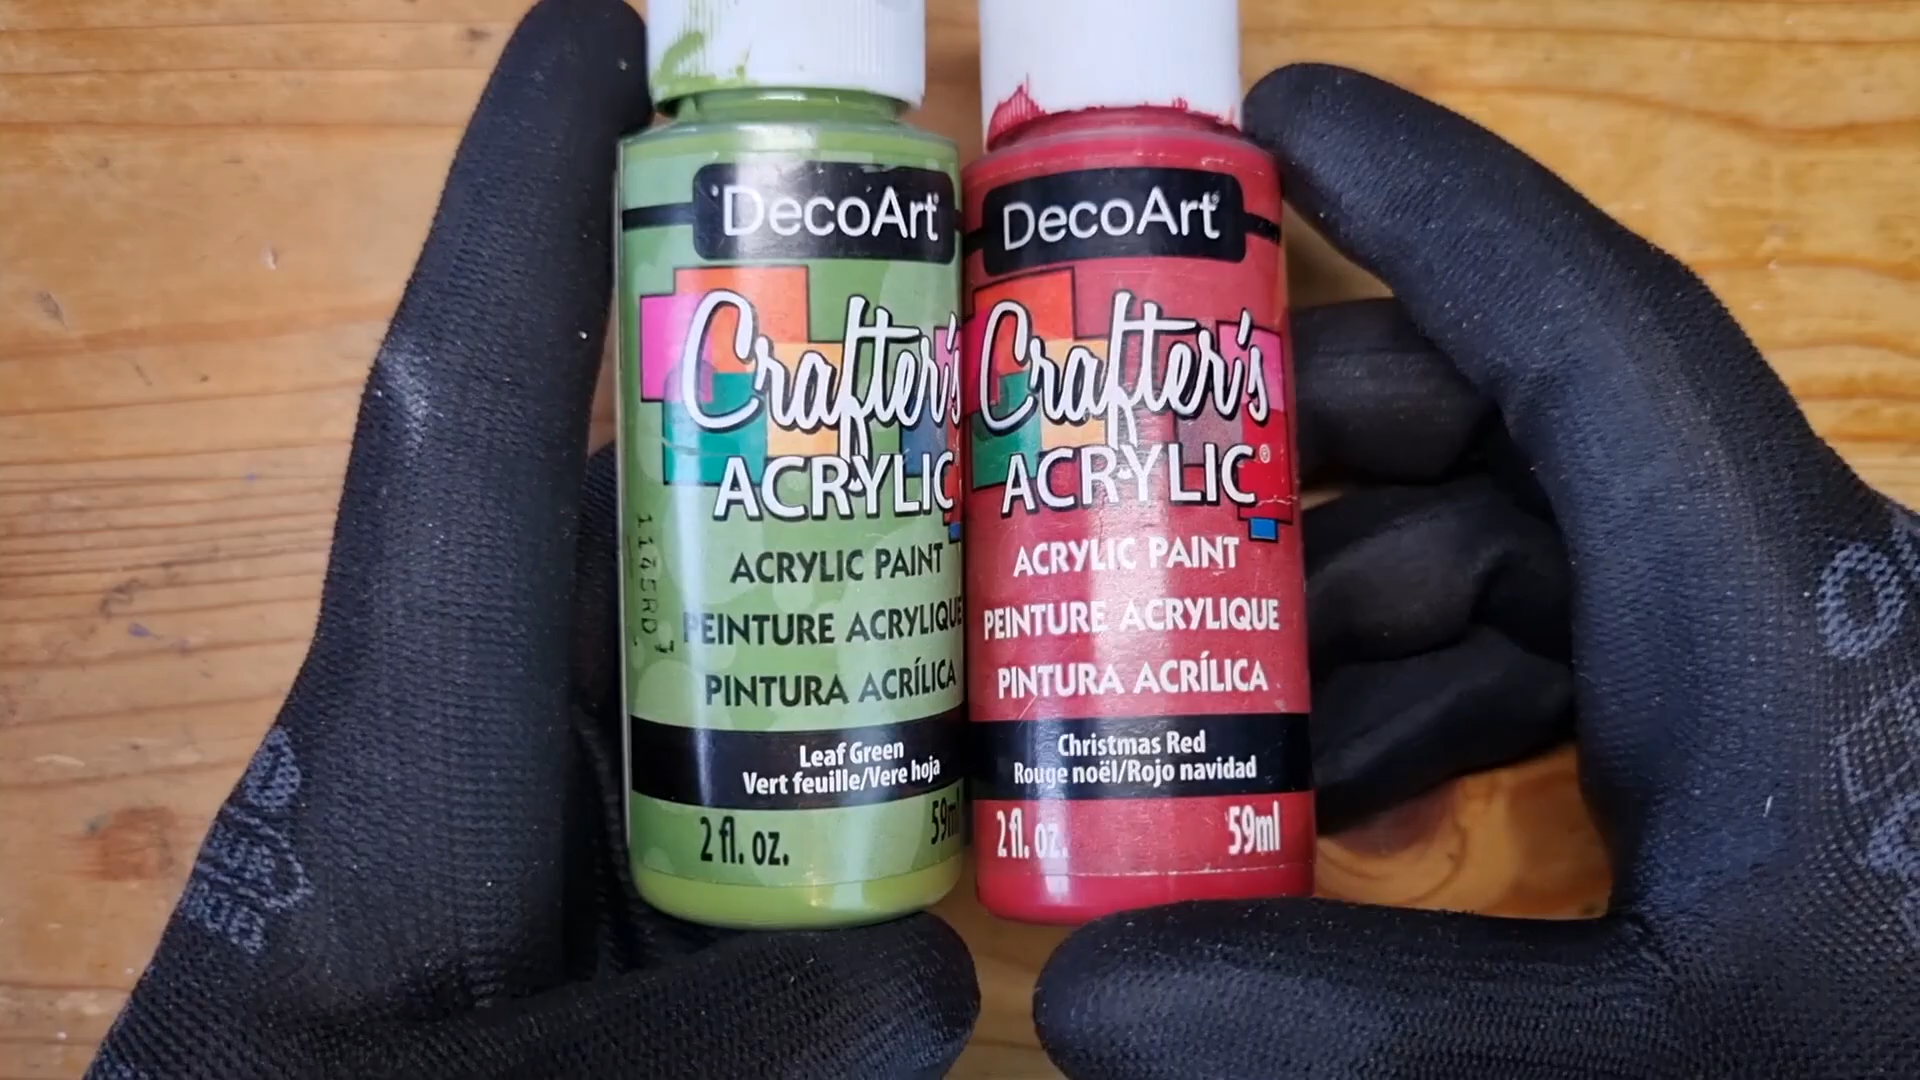 DecoArt®
Crafter's
ACRYLIC
ACRYLIC PAINT
PEINTURE ACRYLIQUE
PINTURA ACRÍLICA
Leaf Green
Vert feuille/Vere hoja
2 fl. oz. 59ml
1145RD
DecoArt®
Crafter's
ACRYLIC®
ACRYLIC PAINT
PEINTURE ACRYLIQUE
PINTURA ACRÍLICA
Christmas Red
Rouge noël/Rojo navidad
2 fl. oz. 59ml